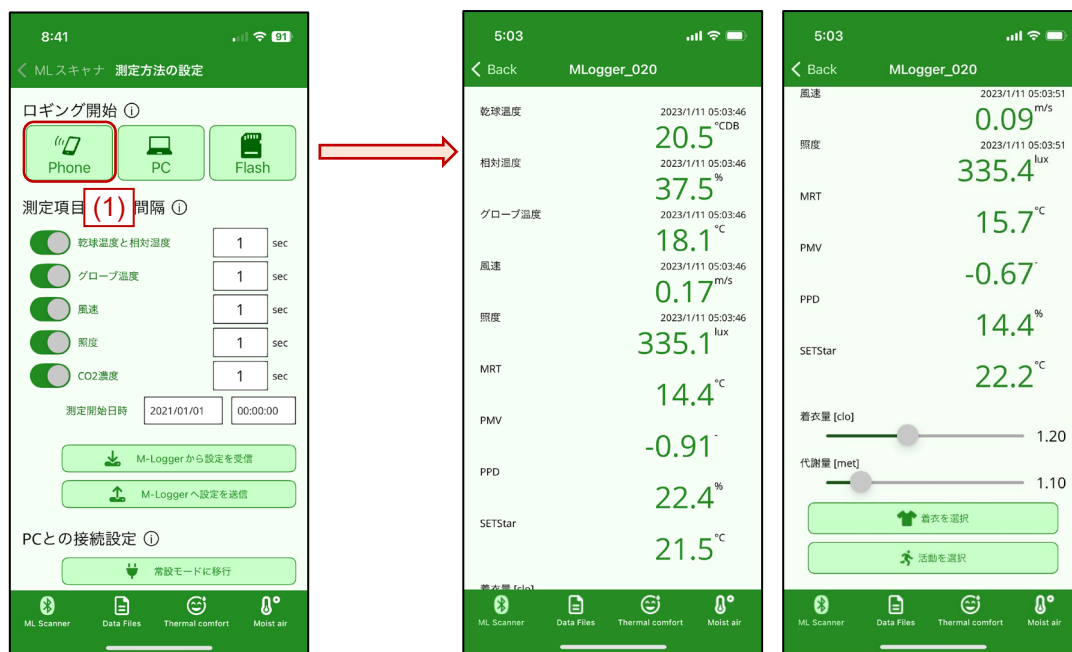 8:41
91
MLスキャナ 測定方法の設定
ロギング開始
Phone
PC
Flash
測定項目
(1)
間隔
乾球温度と相対湿度 1 sec
グローブ温度 1 sec
風速 1 sec
照度 1 sec
CO2濃度 1 sec
測定開始日時 2021/01/01 00:00:00
M-Loggerから設定を受信
M-Loggerへ設定を送信
PCとの接続設定
常設モードに移行
ML Scanner
Data Files
Thermal comfort
Moist air
5:03
Back MLogger_020
乾球温度 2023/1/11 05:03:46
20.5 °CDB
相対湿度 2023/1/11 05:03:46
37.5 %
グローブ温度 2023/1/11 05:03:46
18.1 °C
風速 2023/1/11 05:03:46
0.17 m/s
照度 2023/1/11 05:03:46
335.1 lux
MRT
14.4 °C
PMV
-0.91 -
PPD
22.4 %
SETStar
21.5 °C
着衣量 [clo]
ML Scanner
Data Files
Thermal comfort
Moist air
5:03
Back MLogger_020
風速 2023/1/11 05:03:51
0.09 m/s
照度 2023/1/11 05:03:51
335.4 lux
MRT
15.7 °C
PMV
-0.67 -
PPD
14.4 %
SETStar
22.2 °C
着衣量 [clo]
1.20
代謝量 [met]
1.10
着衣を選択
活動を選択
ML Scanner
Data Files
Thermal comfort
Moist air